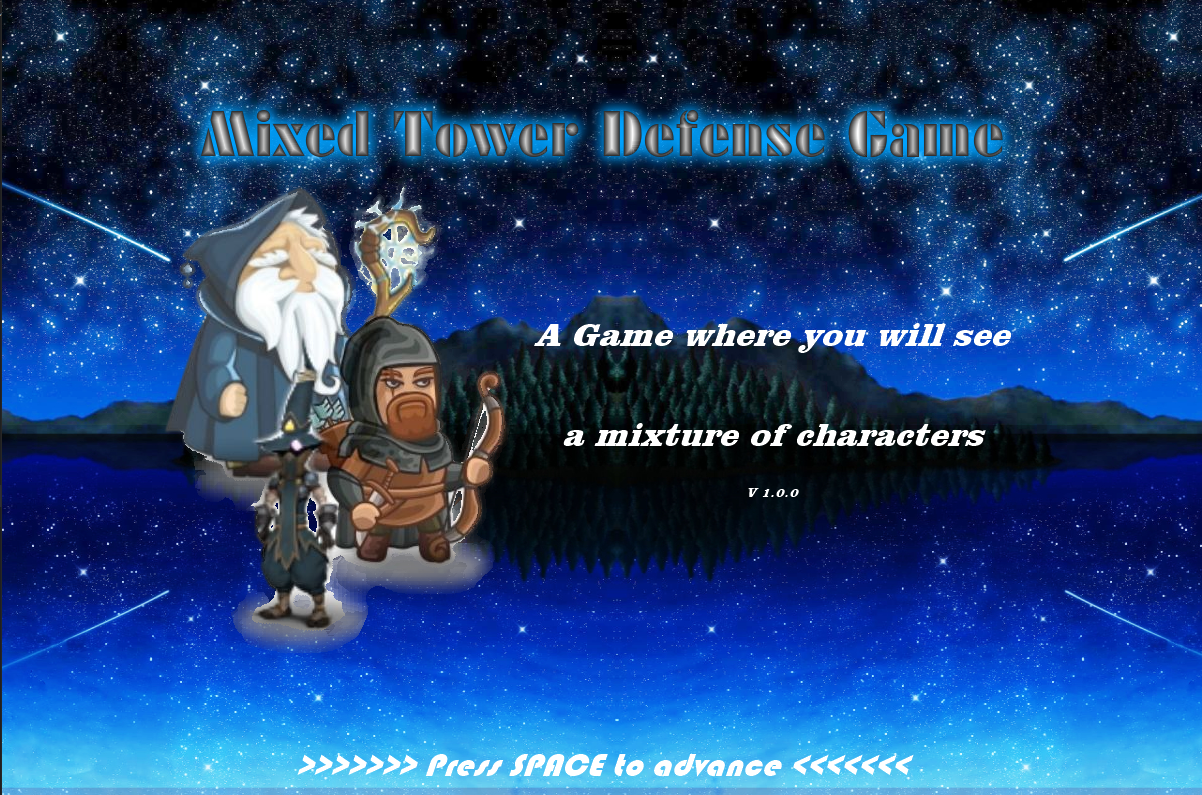 Mixed Tower Defense Game
A Game where you will see
a mixture of characters
V 1.0.0
>>>>>>> Press SPACE to advance <<<<<<<